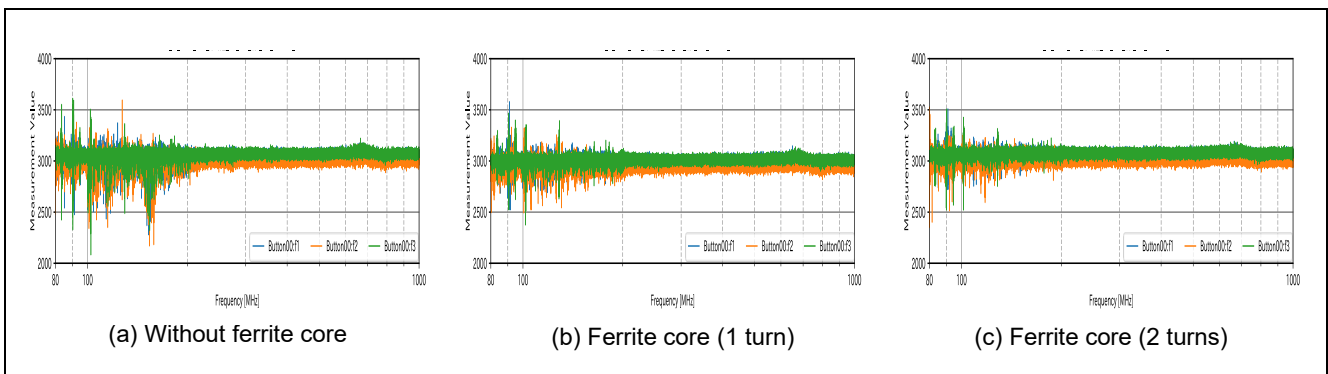 4000
3500
3000
2500
2000
Measurement Value
Button00:f1 Button00:f2 Button00:f3
80 100 1000
Frequency [MHz]
(a) Without ferrite core
4000
3500
3000
2500
2000
Measurement Value
Button00:f1 Button00:f2 Button00:f3
80 100 1000
Frequency [MHz]
(b) Ferrite core (1 turn)
4000
3500
3000
2500
2000
Measurement Value
Button00:f1 Button00:f2 Button00:f3
80 100 1000
Frequency [MHz]
(c) Ferrite core (2 turns)